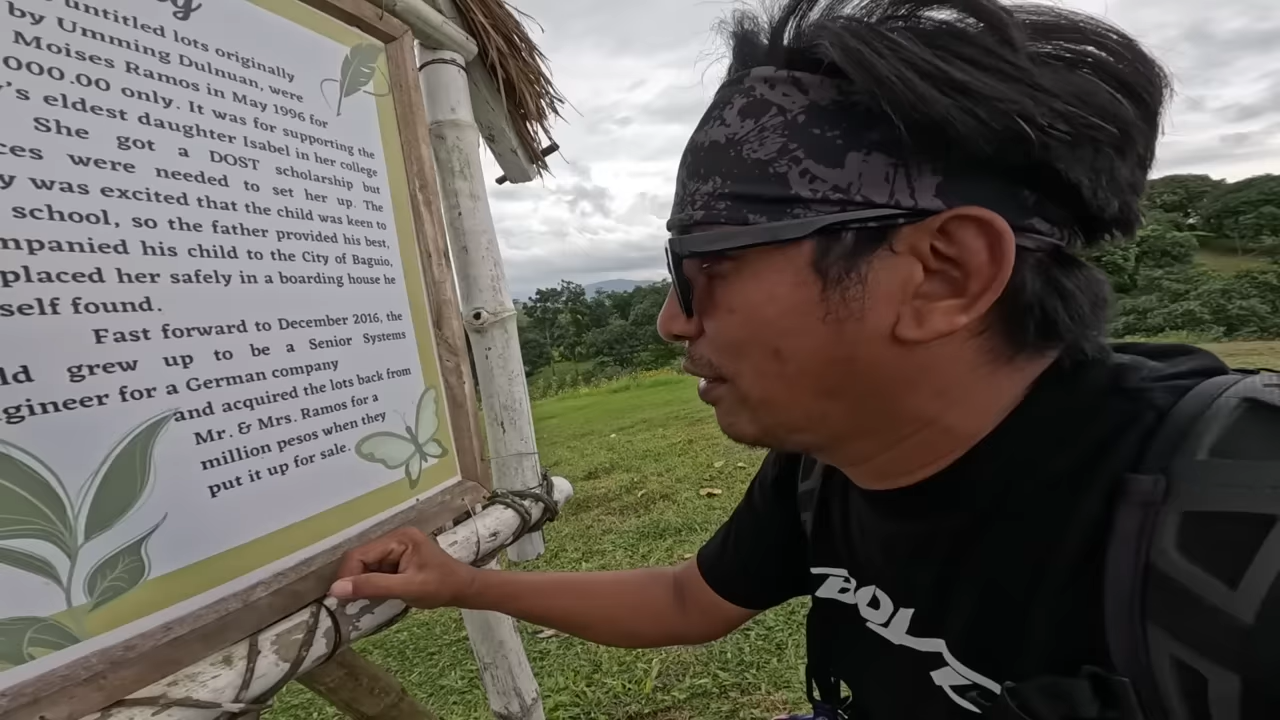 untitled lots originally
by Umming Dulnuan, were
Moises Ramos in May 1996 for
000.00 only. It was for supporting the
y's eldest daughter Isabel in her college
She got a DOST scholarship but
ces were needed to set her up. The
y was excited that the child was keen to
school, so the father provided his best,
mpanied his child to the City of Baguio,
placed her safely in a boarding house he
self found.
Fast forward to December 2016, the
ld grew up to be a Senior Systems
gineer for a German company
and acquired the lots back from
Mr. & Mrs. Ramos for a
million pesos when they
put it up for sale.